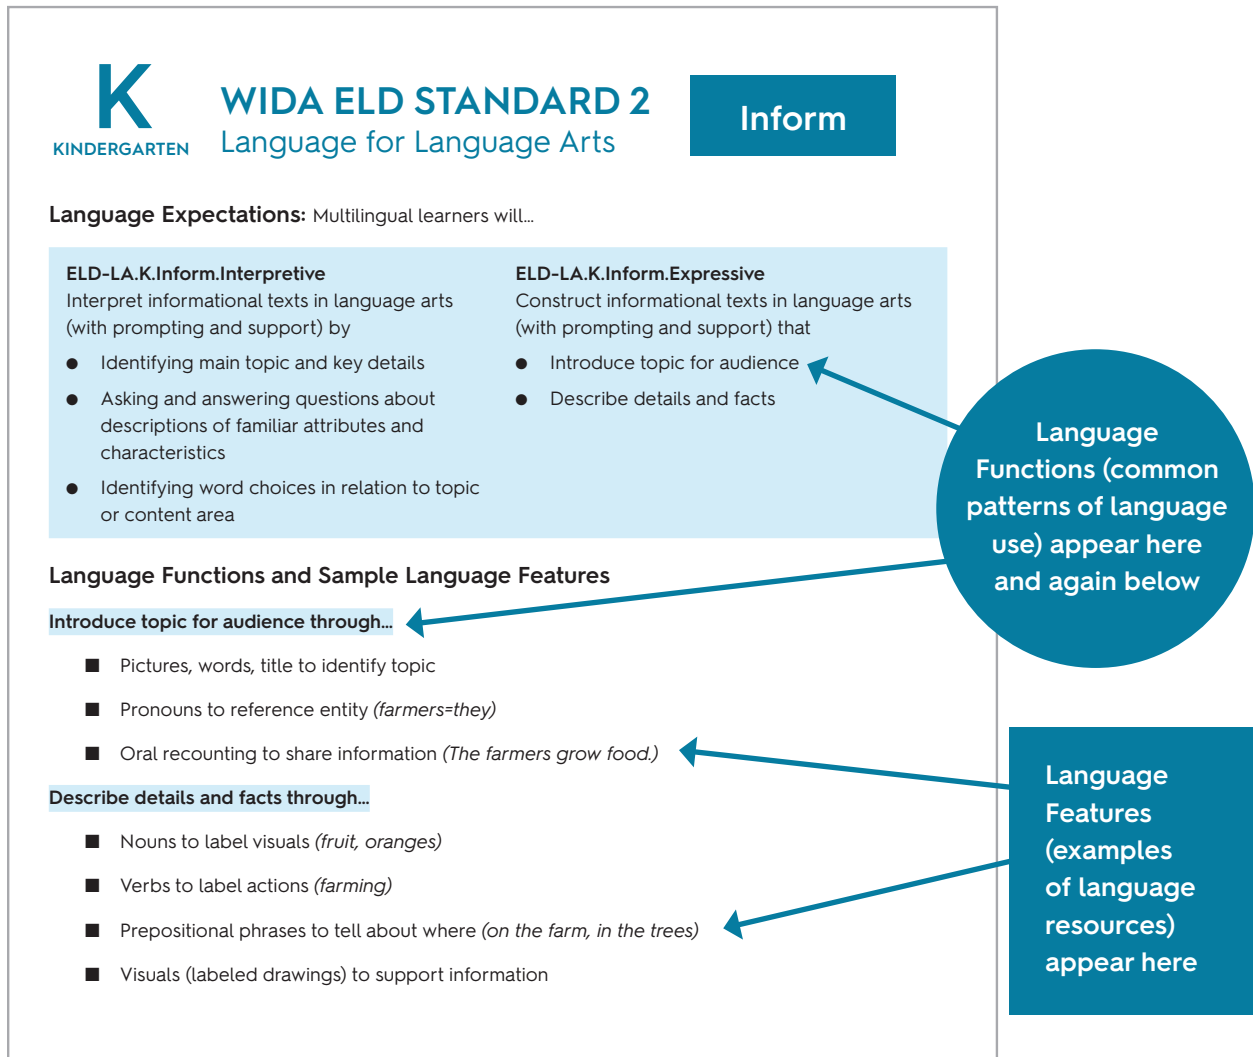 K
KINDERGARTEN
WIDA ELD STANDARD 2
Language for Language Arts
Inform
Language Expectations: Multilingual learners will…
ELD-LA.K.Inform.Interpretive
Interpret informational texts in language arts
(with prompting and support) by
● Identifying main topic and key details
● Asking and answering questions about
descriptions of familiar attributes and
characteristics
● Identifying word choices in relation to topic
or content area
ELD-LA.K.Inform.Expressive
Construct informational texts in language arts
(with prompting and support) that
● Introduce topic for audience
● Describe details and facts
Language
Functions (common
patterns of language
use) appear here
and again below
Language Functions and Sample Language Features
Introduce topic for audience through…
■ Pictures, words, title to identify topic
■ Pronouns to reference entity (farmers=they)
■ Oral recounting to share information (The farmers grow food.)
Describe details and facts through…
■ Nouns to label visuals (fruit, oranges)
■ Verbs to label actions (farming)
■ Prepositional phrases to tell about where (on the farm, in the trees)
■ Visuals (labeled drawings) to support information
Language
Features
(examples
of language
resources)
appear here